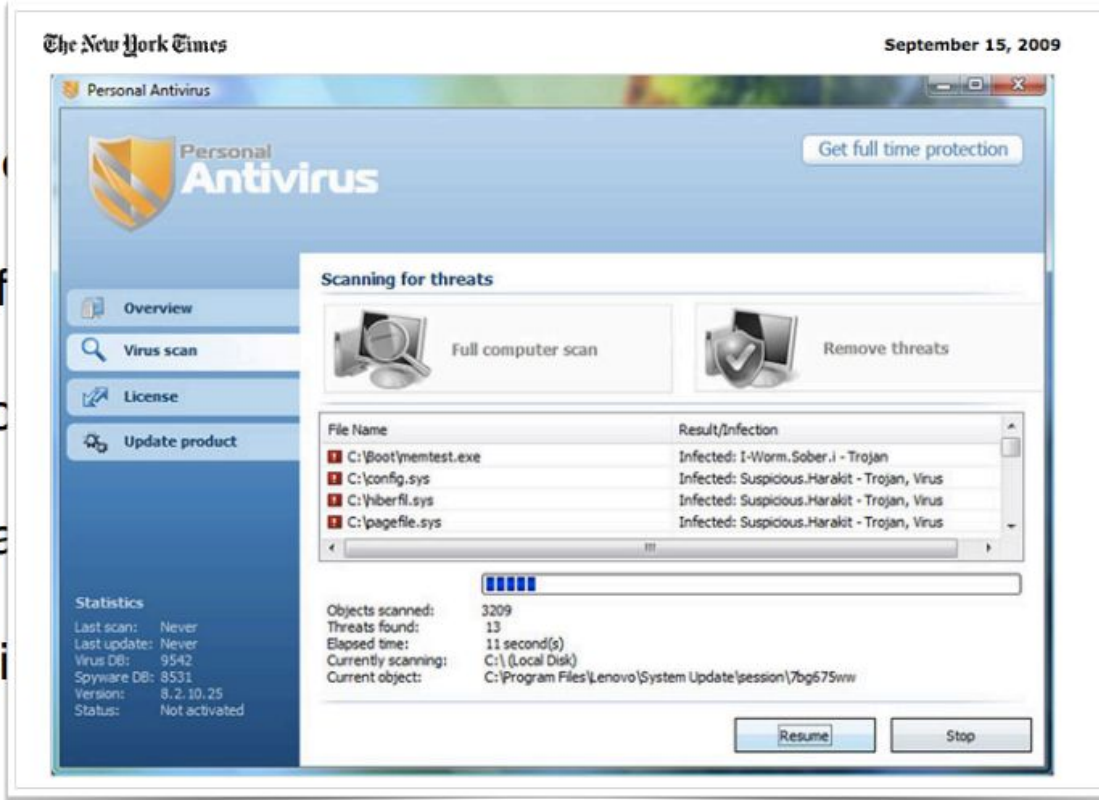 The New York Times
September 15, 2009
Personal Antivirus
Personal
Antivirus
Get full time protection
Overview
Virus scan
License
Update product
Statistics
Last scan: Never
Last update: Never
Virus DB: 9542
Spyware DB: 8531
Version: 8.2.10.25
Status: Not activated
Scanning for threats
Full computer scan
Remove threats
File Name Result/Infection
C:\Boot\memtest.exe Infected: I-Worm.Sober.i - Trojan
C:\config.sys Infected: Suspicious.Harakit - Trojan, Virus
C:\hiberfil.sys Infected: Suspicious.Harakit - Trojan, Virus
C:\pagefile.sys Infected: Suspicious.Harakit - Trojan, Virus
Objects scanned: 3209
Threats found: 13
Elapsed time: 11 second(s)
Currently scanning: C:\ (Local Disk)
Current object: C:\Program Files\Lenovo\System Update\session\7bg675ww
Resume Stop